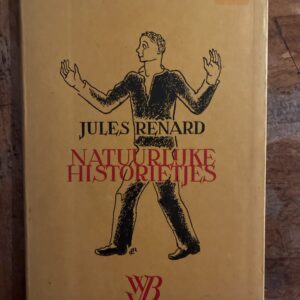 JULES RENARD
NATUURLIJKE
HISTORIETJES
WB